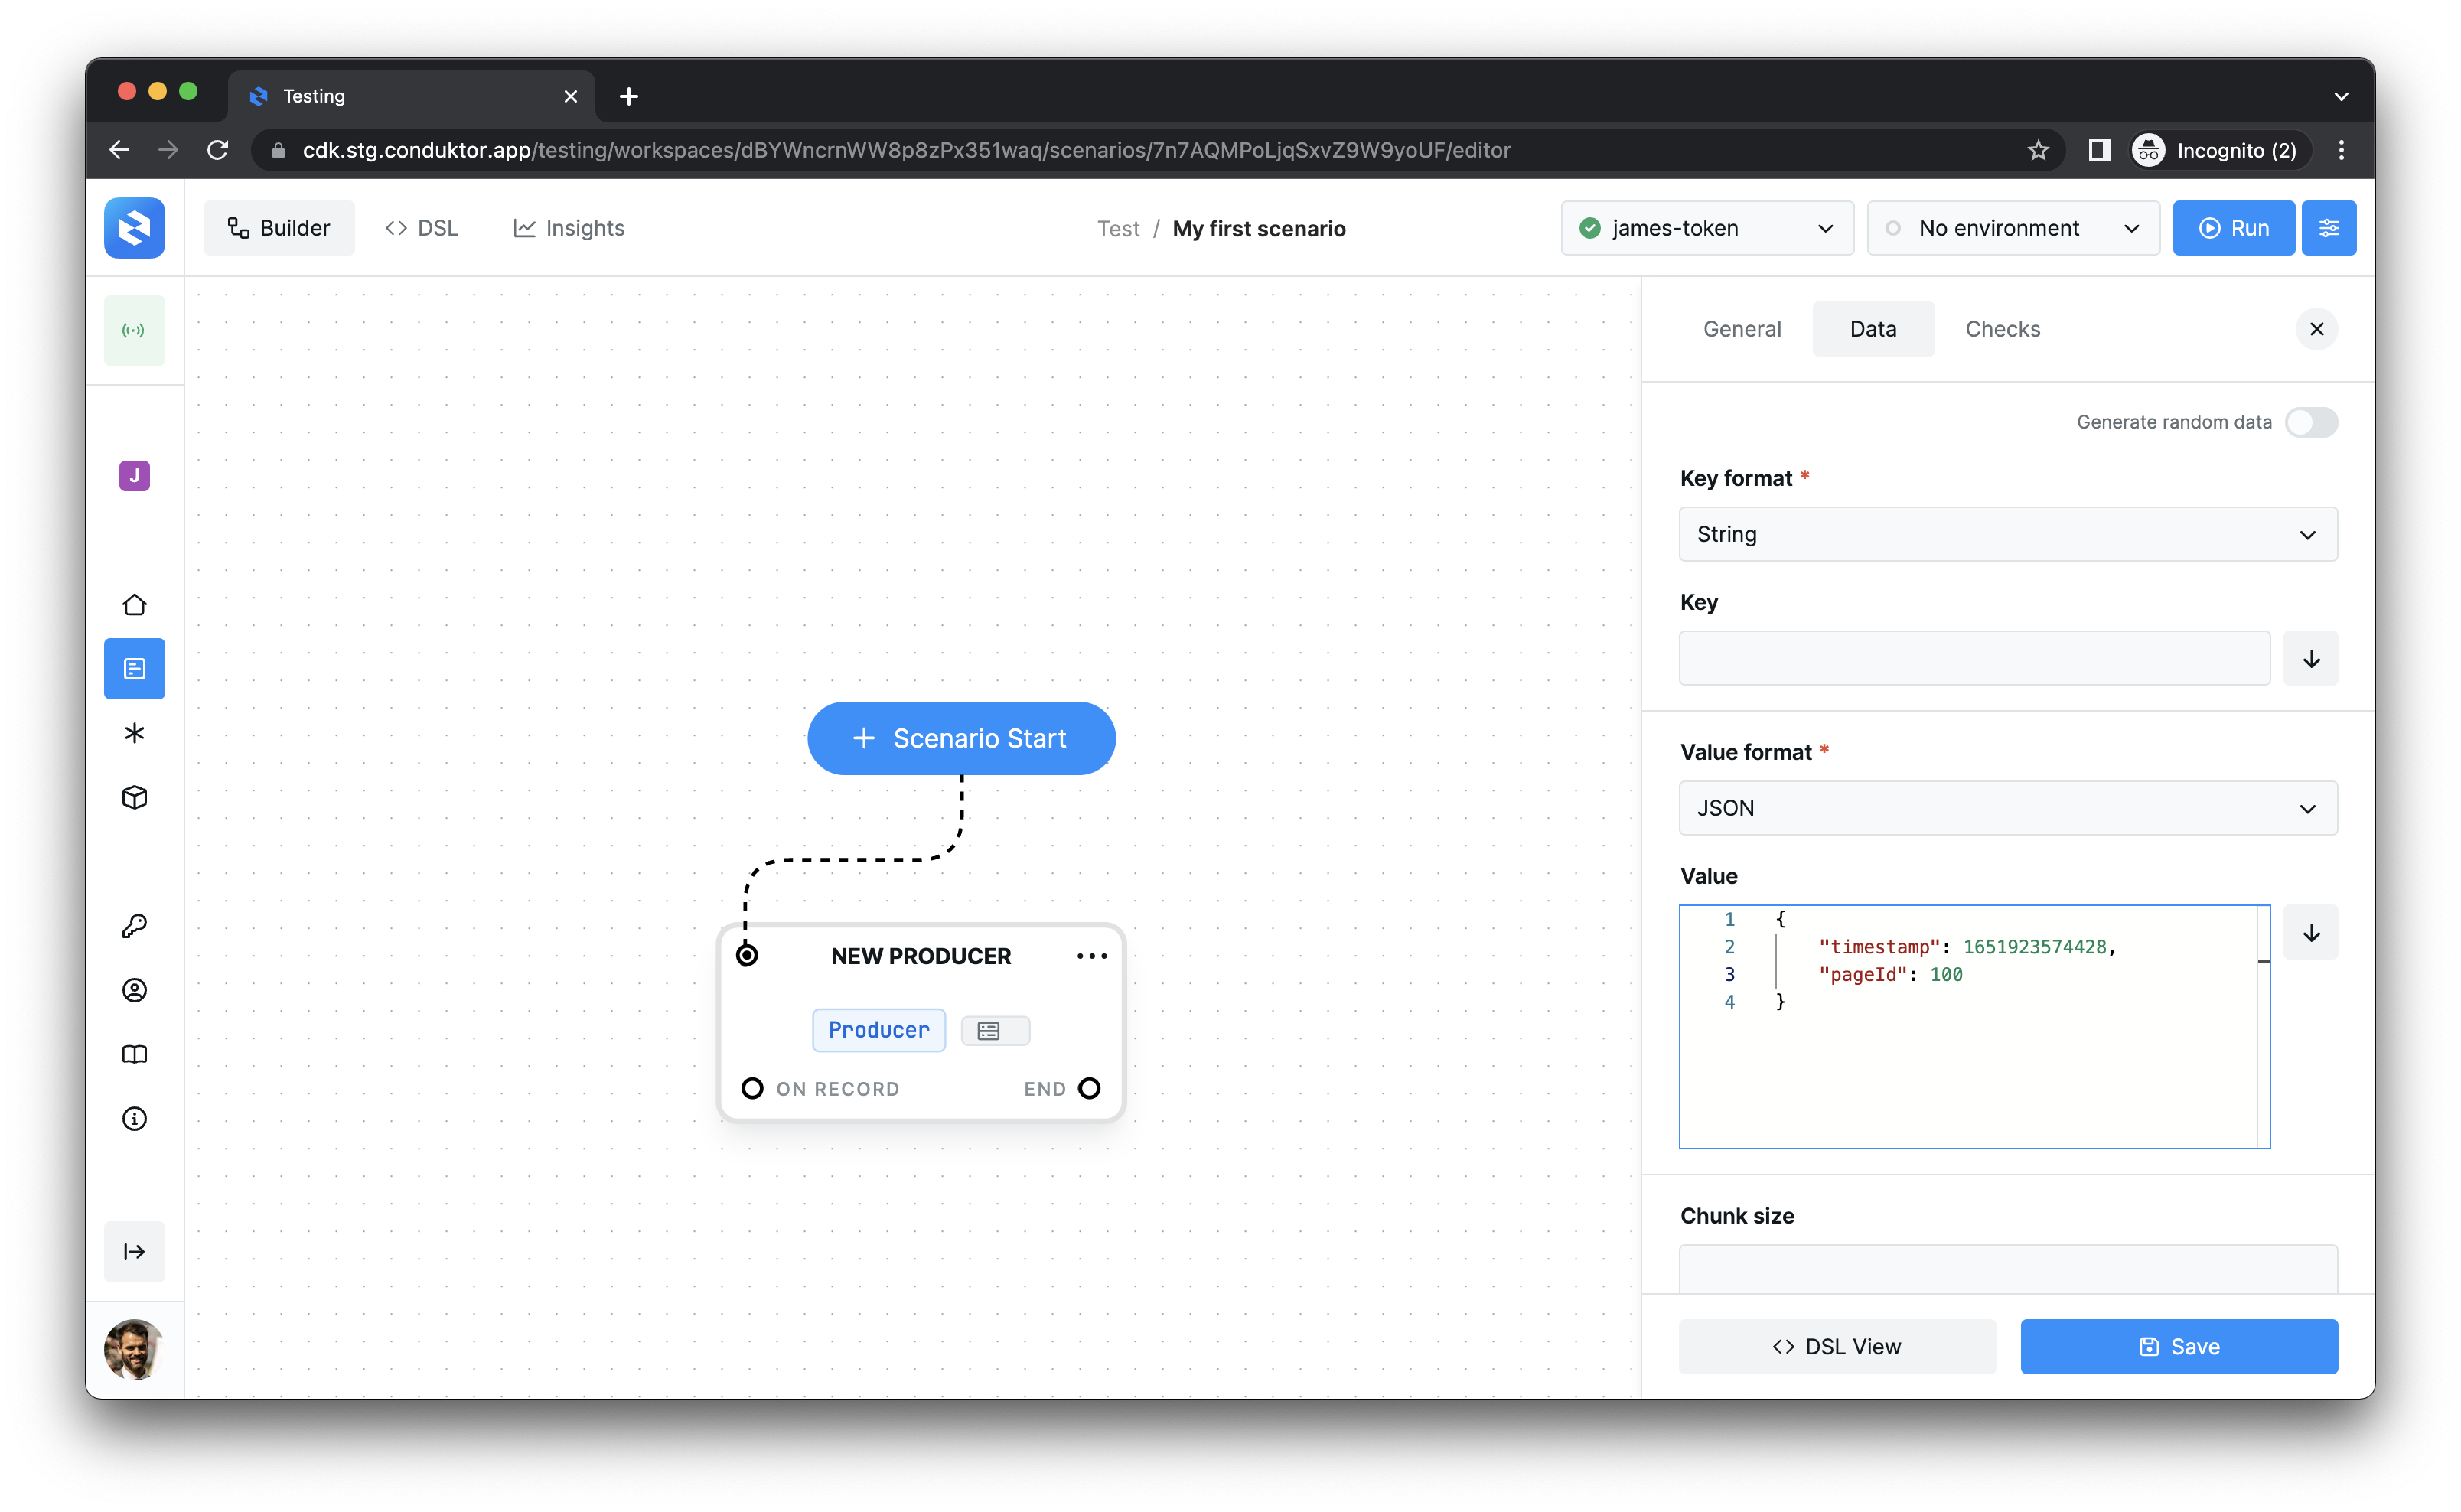 Testing
cdk.stg.conduktor.app/testing/workspaces/dBYWncrnWW8p8zPx351waq/scenarios/7n7AQMPoLjqSxvZ9W9yoUF/editor
Incognito (2)
Builder
DSL
Insights
Test / My first scenario
james-token
No environment
Run
J
Scenario Start
NEW PRODUCER
Producer
ON RECORD
END
General
Data
Checks
Generate random data
Key format *
String
Key
Value format *
JSON
Value
1 {
2 "timestamp": 1651923574428,
3 "pageId": 100
4 }
Chunk size
<> DSL View
Save